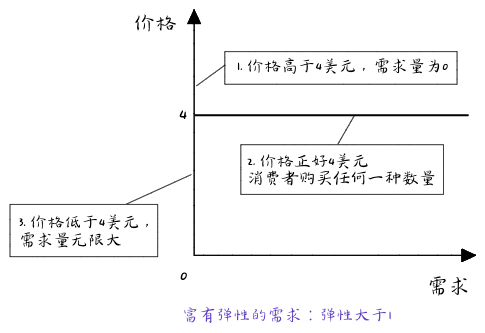 价格
1. 价格高于4美元，需求量为0
4
2. 价格正好4美元
消费者购买任何一种数量
3. 价格低于4美元，
需求量无限大
0
需求
富有弹性的需求：弹性大于1